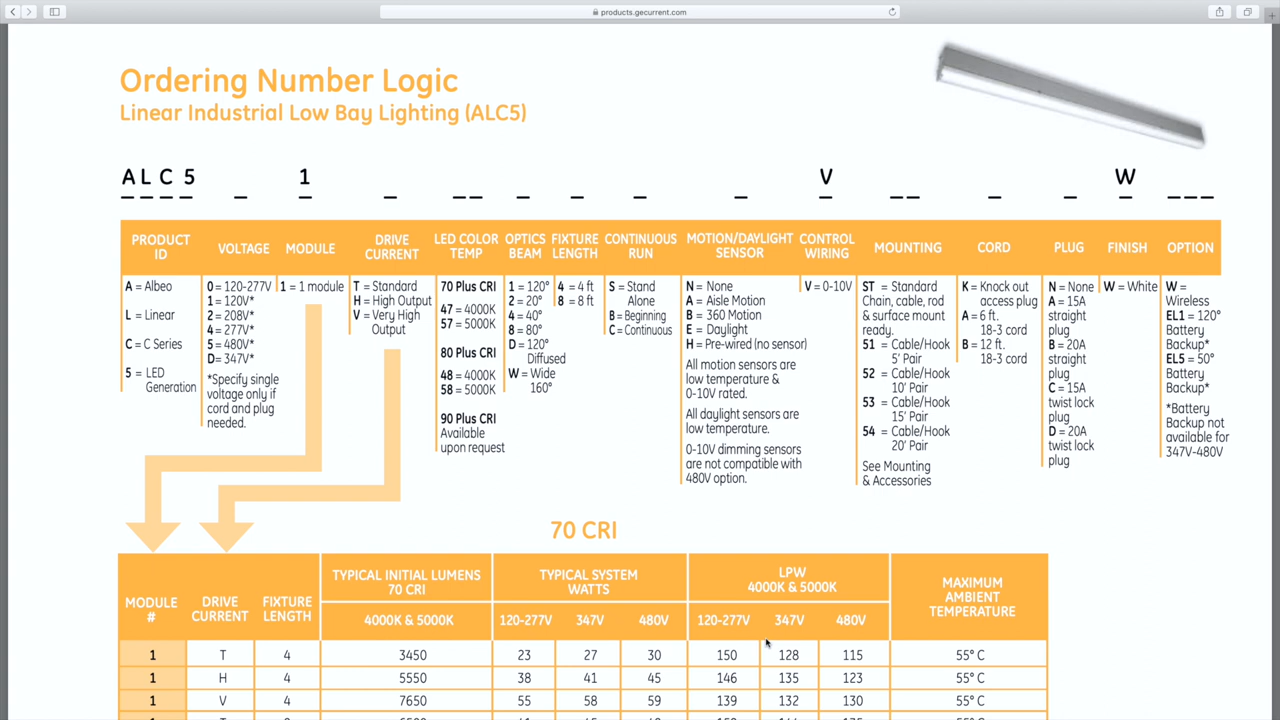 products.gecurrent.com
Ordering Number Logic
Linear Industrial Low Bay Lighting (ALC5)
A L C 5 _ 1 _ _ _ _ _ _ _ V _ _ _ _ W _ _ _
PRODUCT ID
A = Albeo
L = Linear
C = C Series
5 = LED
Generation
VOLTAGE
0 = 120-277V
1 = 120V*
2 = 208V*
4 = 277V*
5 = 480V*
D = 347V*
*Specify single
voltage only if
cord and plug
needed.
MODULE
1 = 1 module
DRIVE
CURRENT
T = Standard
H = High Output
V = Very High
Output
LED COLOR
TEMP
70 Plus CRI
47 = 4000K
57 = 5000K
80 Plus CRI
48 = 4000K
58 = 5000K
90 Plus CRI
Available
upon request
OPTICS
BEAM
1 = 120°
2 = 20°
4 = 40°
8 = 80°
D = 120°
Diffused
W = Wide
160°
FIXTURE
LENGTH
4 = 4 ft
8 = 8 ft
CONTINUOUS
RUN
S = Stand
Alone
B = Beginning
C = Continuous
MOTION/DAYLIGHT
SENSOR
N = None
A = Aisle Motion
B = 360 Motion
E = Daylight
H = Pre-wired (no sensor)
All motion sensors are
low temperature &
0-10V rated.
All daylight sensors are
low temperature.
0-10V dimming sensors
are not compatible with
480V option.
CONTROL
WIRING
V = 0-10V
MOUNTING
ST = Standard
Chain, cable, rod
& surface mount
ready.
51 = Cable/Hook
5' Pair
52 = Cable/Hook
10' Pair
53 = Cable/Hook
15' Pair
54 = Cable/Hook
20' Pair
See Mounting
& Accessories
CORD
K = Knock out
access plug
A = 6 ft.
18-3 cord
B = 12 ft.
18-3 cord
PLUG
N = None
A = 15A
straight
plug
B = 20A
straight
plug
C = 15A
twist lock
plug
D = 20A
twist lock
plug
FINISH
W = White
OPTION
W =
Wireless
EL1 = 120°
Battery
Backup*
EL5 = 50°
Battery
Backup*
*Battery
Backup not
available for
347V-480V
70 CRI
MODULE
#
DRIVE
CURRENT
FIXTURE
LENGTH
TYPICAL INITIAL LUMENS
70 CRI
4000K & 5000K
TYPICAL SYSTEM
WATTS
120-277V 347V 480V
LPW
4000K & 5000K
120-277V 347V 480V
MAXIMUM
AMBIENT
TEMPERATURE
1 T 4 3450 23 27 30 150 128 115 55° C
1 H 4 5550 38 41 45 146 135 123 55° C
1 V 4 7650 55 58 59 139 132 130 55° C